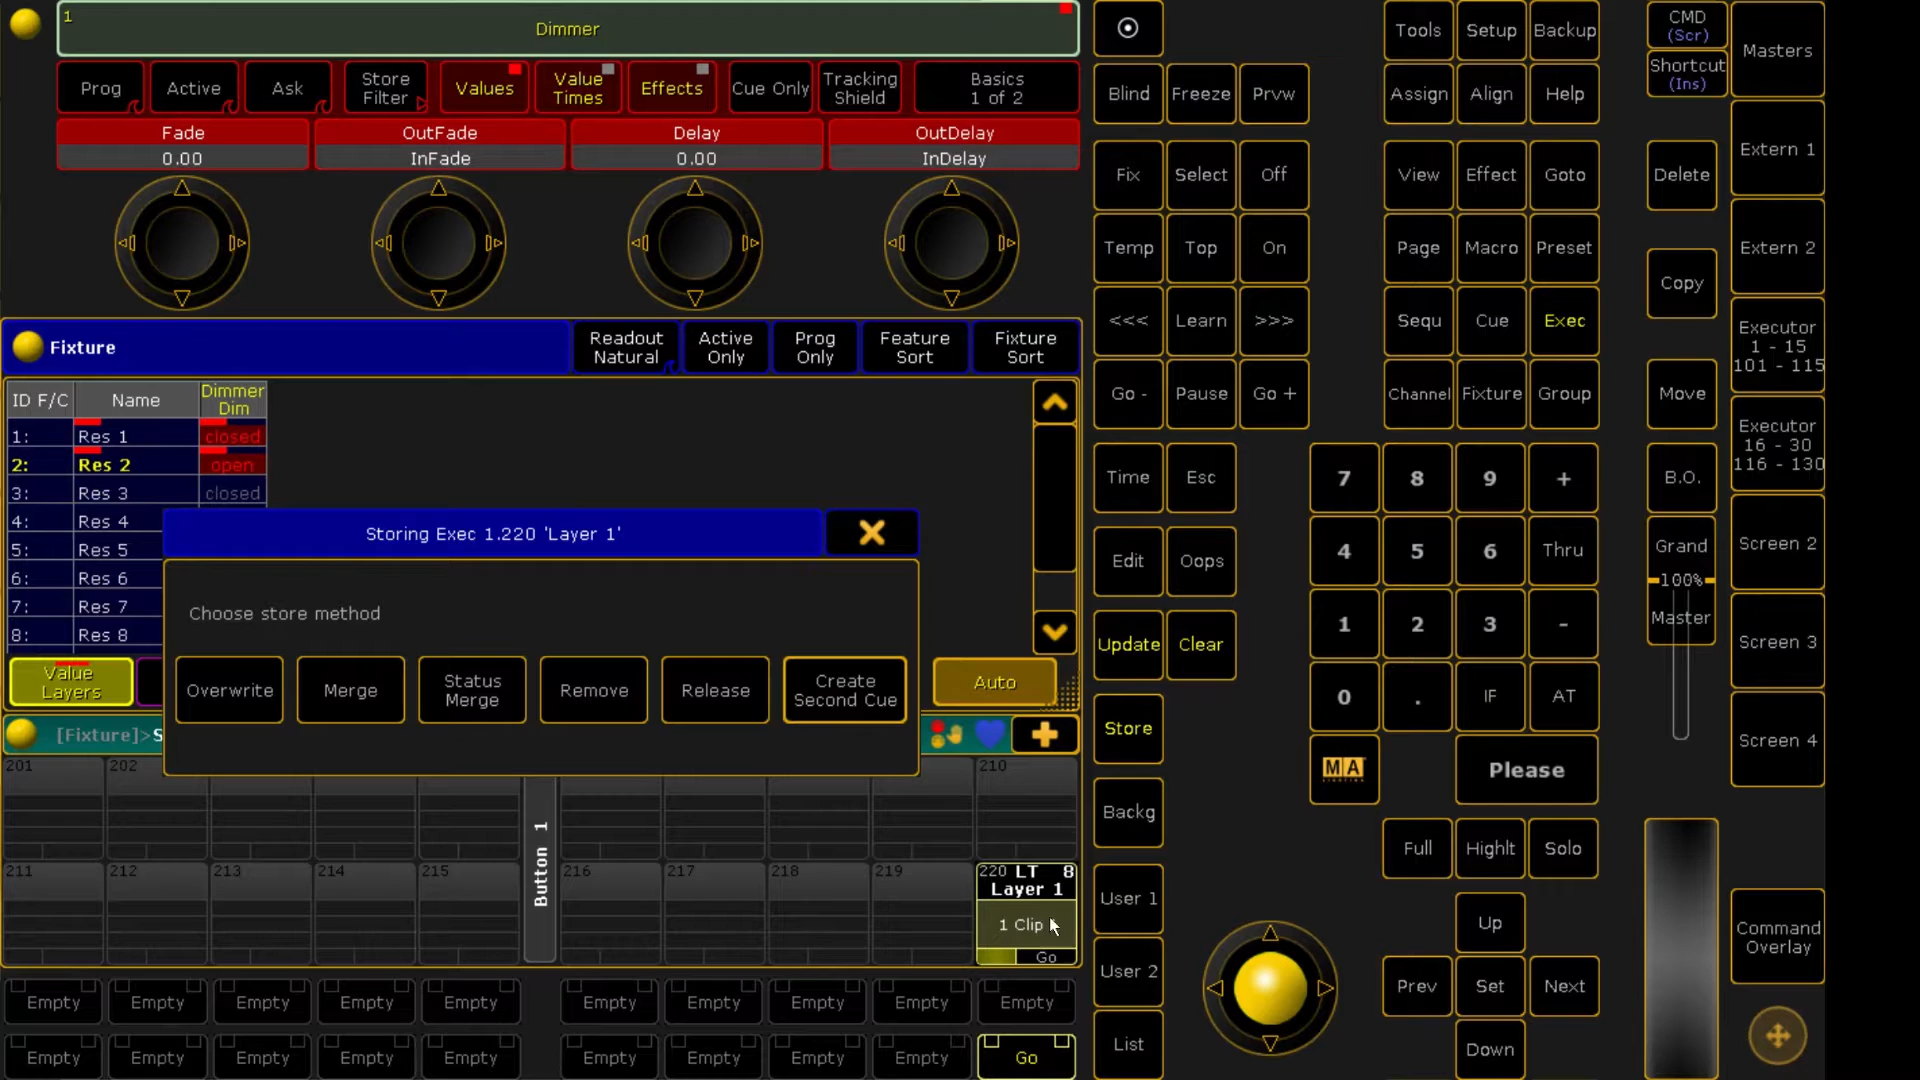 1
Dimmer
Prog
Active
Ask
Store
Filter
Values
Value
Times
Effects
Cue Only
Tracking
Shield
Basics
1 of 2
Fade
OutFade
Delay
OutDelay
0.00
InFade
0.00
InDelay
Fixture
Readout
Natural
Active
Only
Prog
Only
Feature
Sort
Fixture
Sort
ID F/C
Name
Dimmer
Dim
1: Res 1 closed
2: Res 2 open
3: Res 3 closed
4: Res 4
5: Res 5
6: Res 6
7: Res 7
8: Res 8
Storing Exec 1.220 'Layer 1'
Choose store method
Overwrite
Merge
Status
Merge
Remove
Release
Create
Second Cue
Value
Layers
Auto
[Fixture]>S
201
202
210
211
212
213
214
215
Button 1
216
217
218
219
220 LT 8
Layer 1
1 Clip
Go
Empty Empty Empty Empty Empty Empty Empty Empty Empty Empty
Empty Empty Empty Empty Empty Empty Empty Empty Empty Go
Tools
Setup
Backup
Blind
Freeze
Prvw
Assign
Align
Help
Fix
Select
Off
View
Effect
Goto
Temp
Top
On
Page
Macro
Preset
<<<
Learn
>>>
Sequ
Cue
Exec
Go -
Pause
Go +
Channel
Fixture
Group
Time
Esc
7
8
9
+
Edit
Oops
4
5
6
Thru
Update
Clear
1
2
3
-
Store
0
.
IF
AT
MA
Please
Backg
Full
Highlt
Solo
User 1
Up
User 2
Prev
Set
Next
List
Down
CMD
(Scr)
Shortcut
(Ins)
Delete
Copy
Move
B.O.
Grand
100%
Master
Masters
Extern 1
Extern 2
Executor
1 - 15
101 - 115
Executor
16 - 30
116 - 130
Screen 2
Screen 3
Screen 4
Command
Overlay